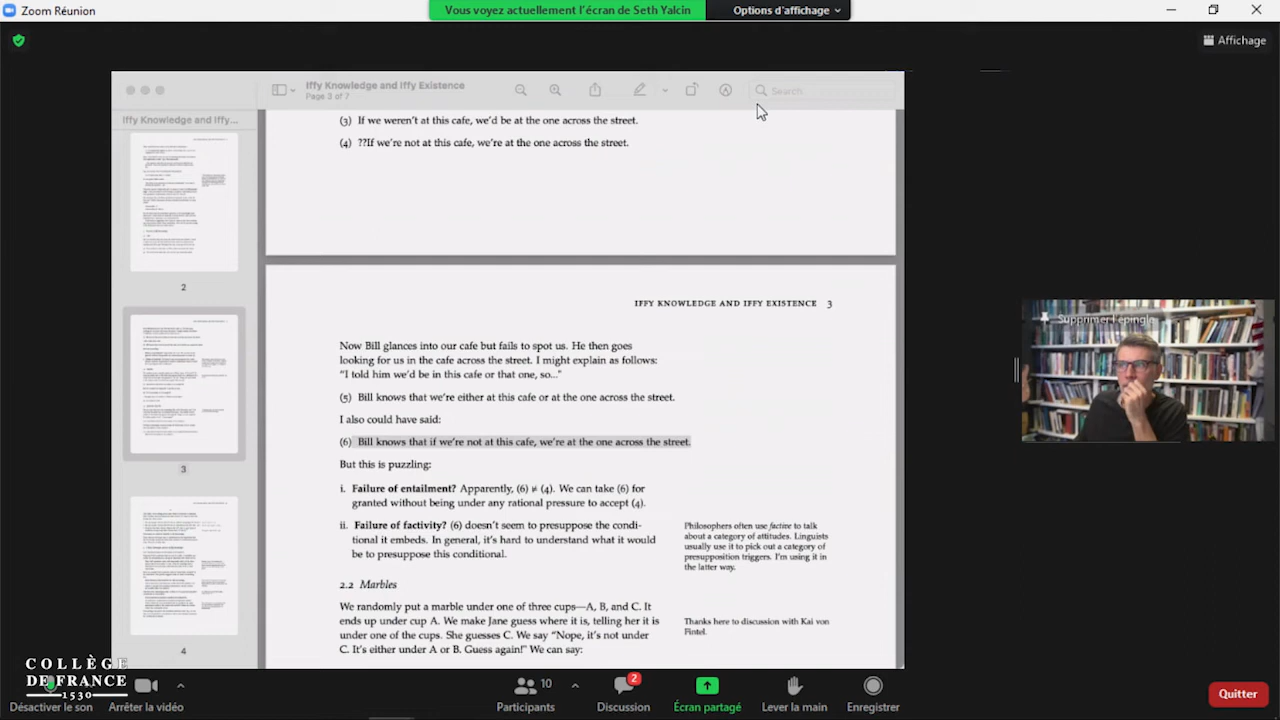 Zoom Réunion
Vous voyez actuellement l'écran de Seth Yalcin
Options d'affichage
Affichage
Iffy Knowledge and Iffy Existence
Page 3 of 7
Search
Iffy Knowledge and Iffy...
2
3
4
(3) If we weren't at this cafe, we'd be at the one across the street.
(4) ??If we're not at this cafe, we're at the one across the street.
IFFY KNOWLEDGE AND IFFY EXISTENCE 3
Now Bill glances into our cafe but fails to spot us. He then goes
looking for us in the cafe across the street. I might explain as follows:
"I told him we'd be in this cafe or that one, so..."
(5) Bill knows that we're either at this cafe or at the one across the street.
I also could have said:
(6) Bill knows that if we're not at this cafe, we're at the one across the street.
But this is puzzling:
i. Failure of entailment? Apparently, (6) ⊭ (4). We can take (6) for
granted without being under any rational pressure to accept (4).
ii. Failure of factivity? (6) doesn't seem to presuppose the condi-
tional it embeds. In general, it's hard to understand what it would
be to presuppose this conditional.
Philosophers often use factive to talk
about a category of attitudes. Linguists
usually use it to pick out a category of
presupposition triggers. I'm using it in
the latter way.
2.2 Marbles
We randomly put a marble under one of three cups—A, B, and C. It
ends up under cup A. We make Jane guess where it is, telling her it is
under one of the cups. She guesses C. We say "Nope, it's not under
C. It's either under A or B. Guess again!" We can say:
Thanks here to discussion with Kai von
Fintel.
Supprimer l'épingle
COLLÈGE
DE FRANCE
1530
Désactiver le son
Arrêter la vidéo
10
Participants
2
Discussion
Écran partagé
Lever la main
Enregistrer
Quitter